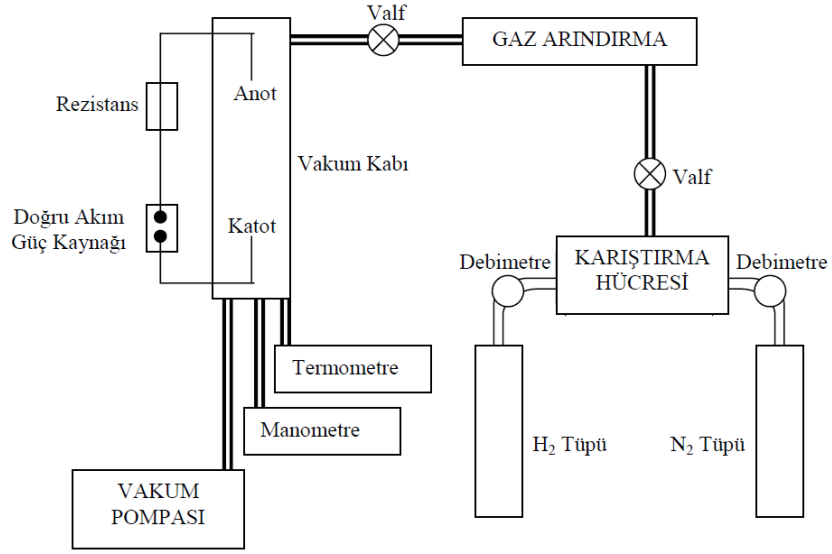 Valf
GAZ ARINDIRMA
Anot
Rezistans
Vakum Kabı
Valf
Doğru Akım
Güç Kaynağı
Katot
Debimetre
KARIŞTIRMA
HÜCRESİ
Debimetre
Termometre
Manometre
H₂ Tüpü
N₂ Tüpü
VAKUM
POMPASI